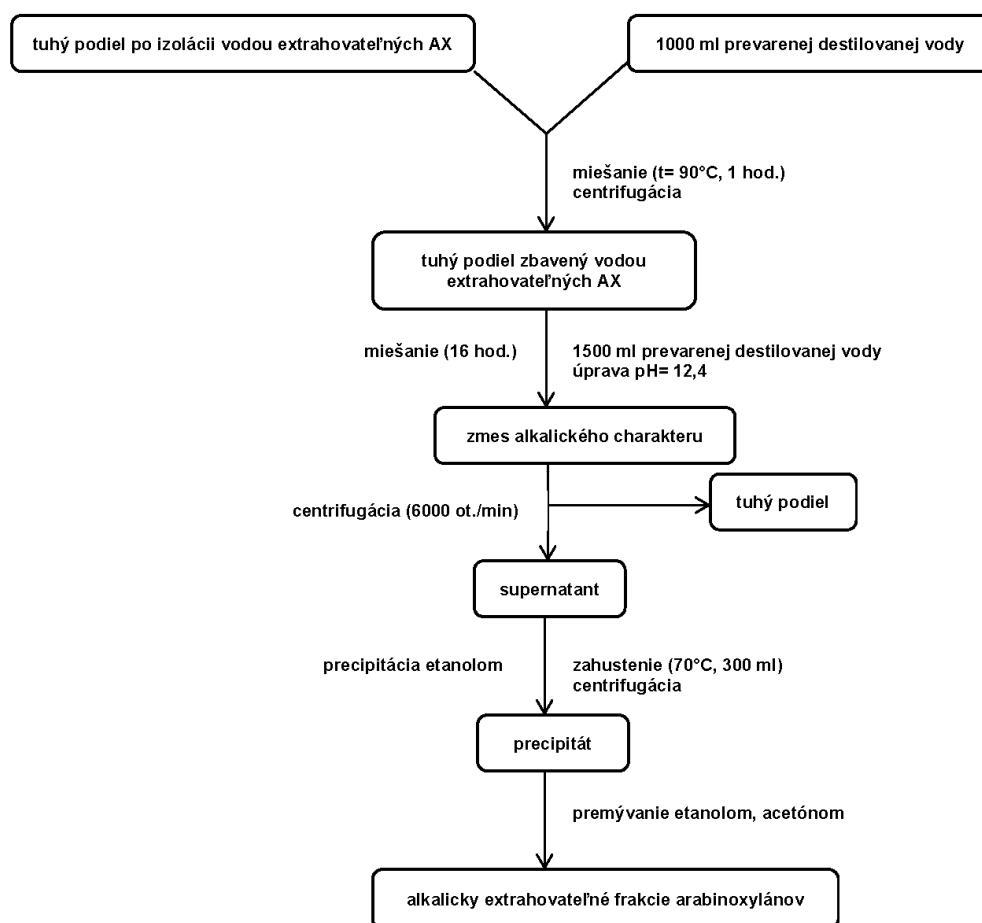 tuhý podiel po izolácii vodou extrahovateľných AX
1000 ml prevarenej destilovanej vody
miešanie (t= 90°C, 1 hod.)
centrifugácia
tuhý podiel zbavený vodou
extrahovateľných AX
miešanie (16 hod.)
1500 ml prevarenej destilovanej vody
úprava pH= 12,4
zmes alkalického charakteru
centrifugácia (6000 ot./min)
tuhý podiel
supernatant
precipitácia etanolom
zahustenie (70°C, 300 ml)
centrifugácia
precipitát
premývanie etanolom, acetónom
alkalicky extrahovateľné frakcie arabinoxylánov